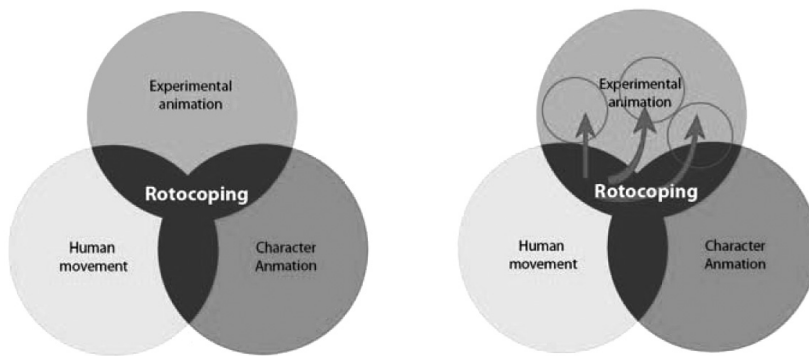 Experimental
animation
Rotocoping
Human
movement
Character
Anmation
Experimental
animation
Rotocoping
Human
movement
Character
Anmation